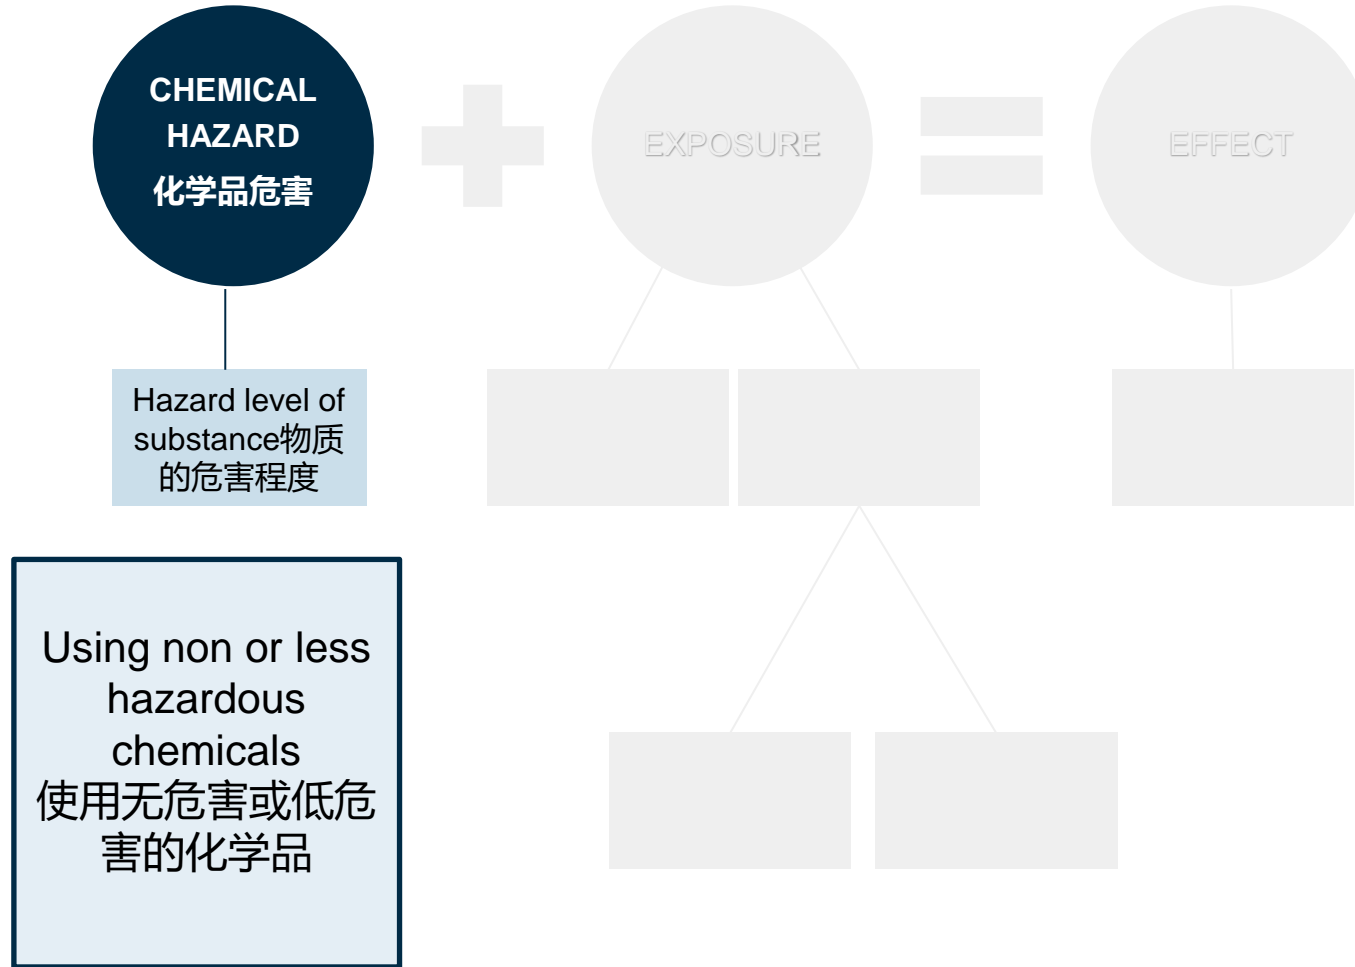 CHEMICAL
HAZARD
化学品危害
EXPOSURE
EFFECT
Hazard level of
substance物质
的危害程度
Using non or less
hazardous
chemicals
使用无危害或低危
害的化学品